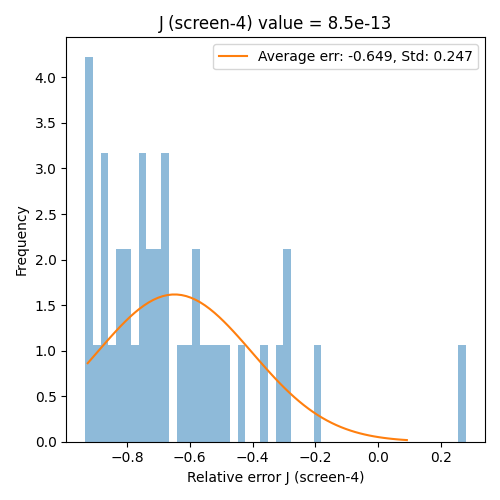 J (screen-4) value = 8.5e-13
Average err: -0.649, Std: 0.247
Frequency
4.0
3.5
3.0
2.5
2.0
1.5
1.0
0.5
0.0
−0.8 −0.6 −0.4 −0.2 0.0 0.2
Relative error J (screen-4)